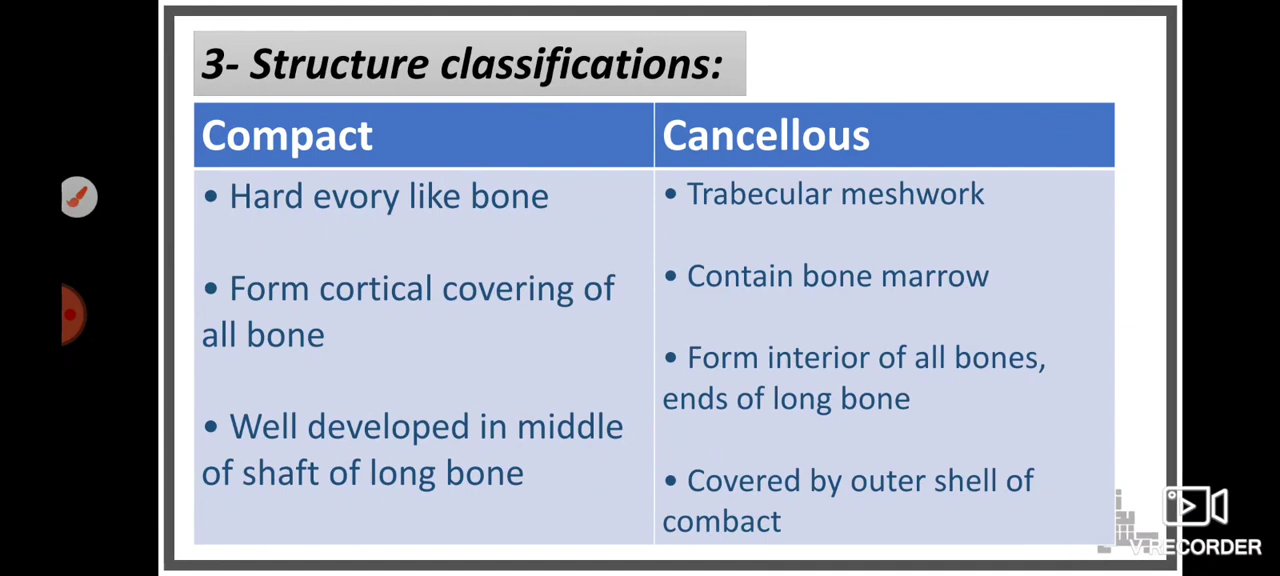 3- Structure classifications:
Compact
Cancellous
• Hard evory like bone
• Form cortical covering of
all bone
• Well developed in middle
of shaft of long bone
• Trabecular meshwork
• Contain bone marrow
• Form interior of all bones,
ends of long bone
• Covered by outer shell of
combact
VRECORDER